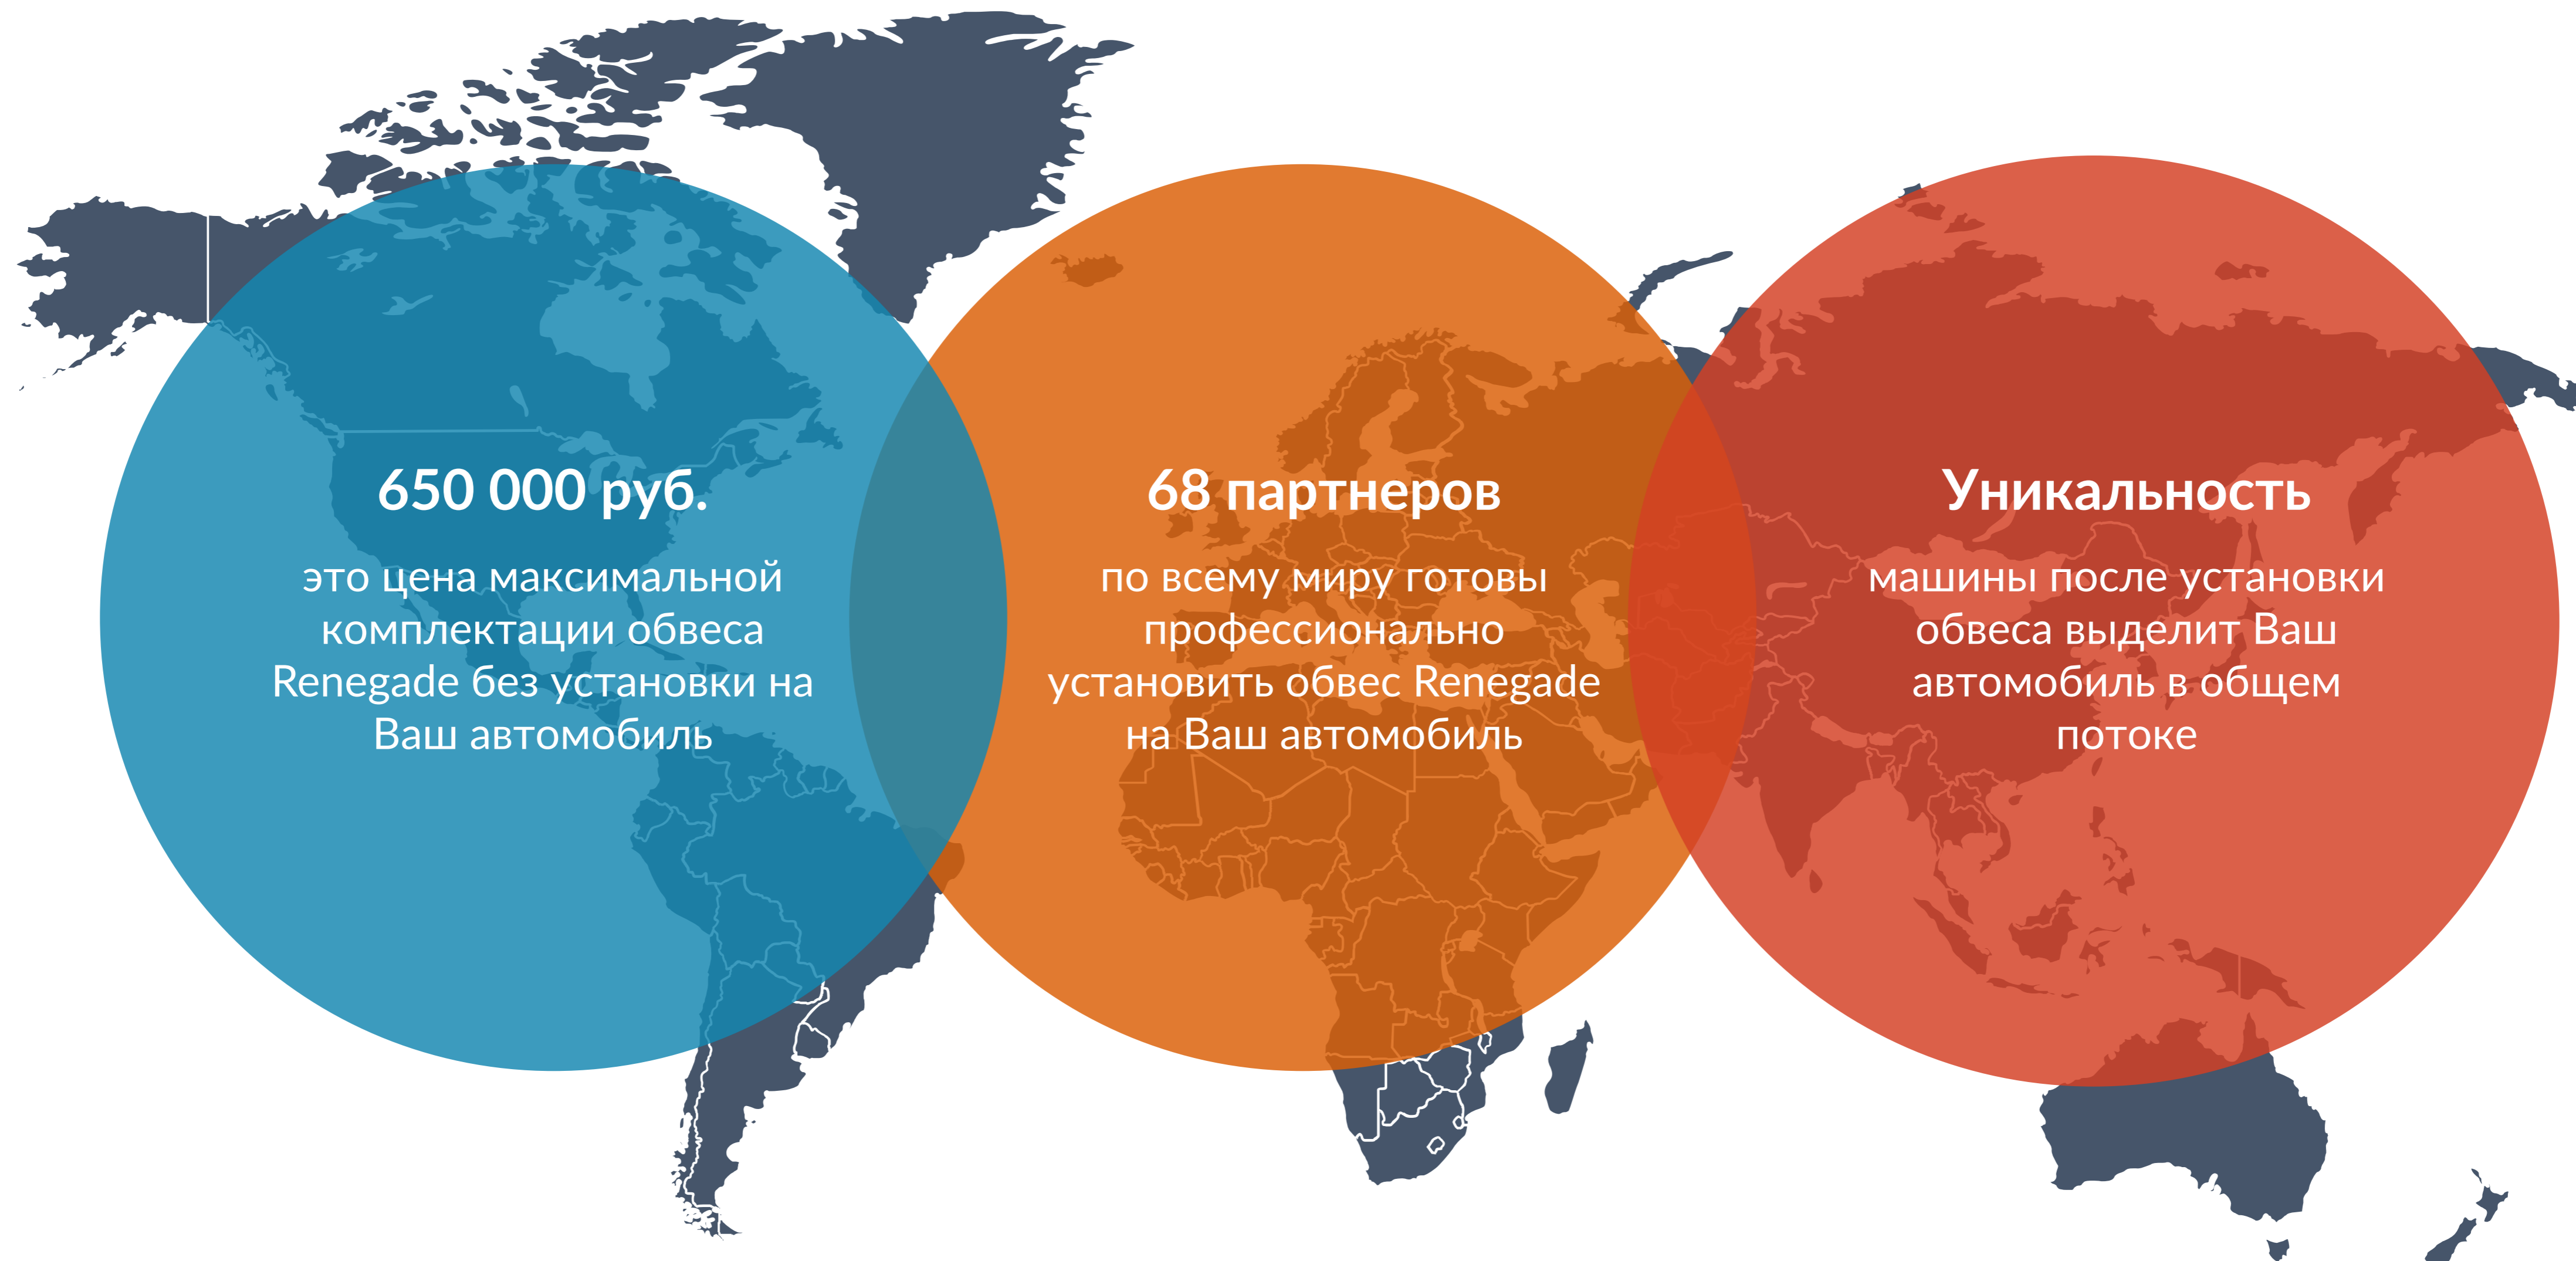 650 000 руб.
это цена максимальной
комплектации обвеса
Renegade без установки на
Ваш автомобиль
68 партнеров
по всему миру готовы
профессионально
установить обвес Renegade
на Ваш автомобиль
Уникальность
машины после установки
обвеса выделит Ваш
автомобиль в общем
потоке